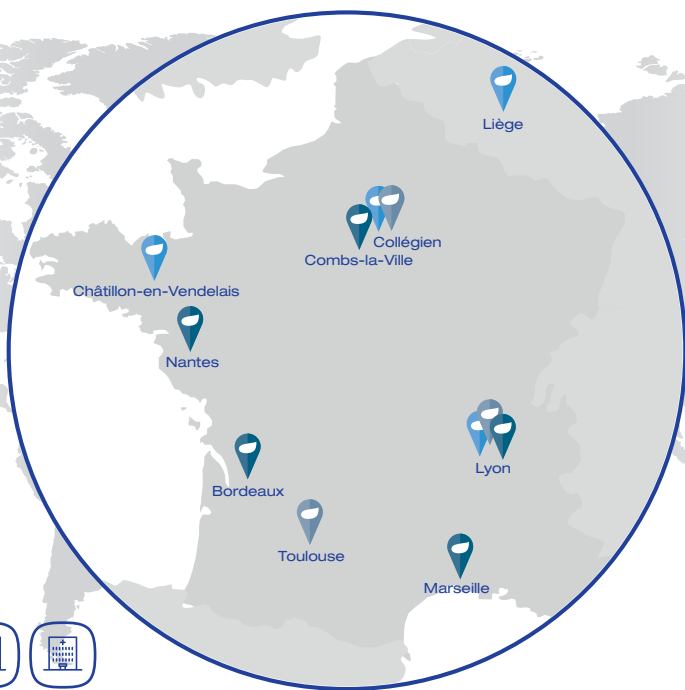 Liège
Collégien
Combs-la-Ville
Châtillon-en-Vendelais
Nantes
Lyon
Bordeaux
Toulouse
Marseille